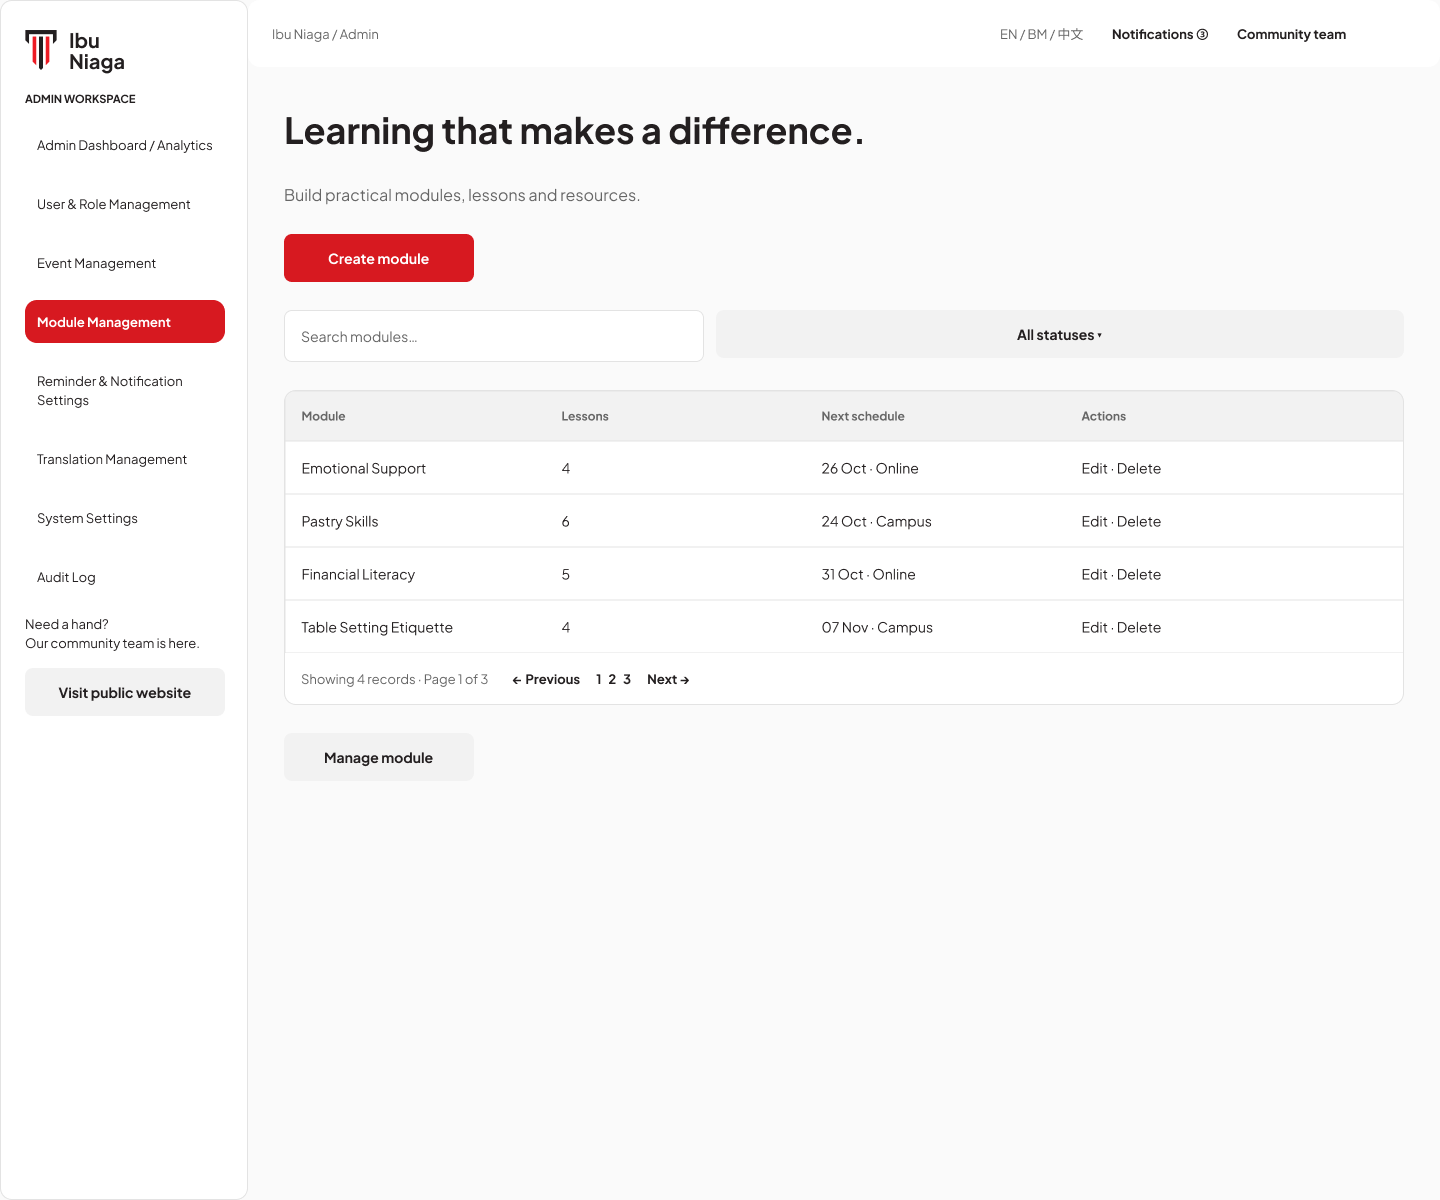 Ibu
Niaga
ADMIN WORKSPACE
Admin Dashboard / Analytics
User & Role Management
Event Management
Module Management
Reminder & Notification
Settings
Translation Management
System Settings
Audit Log
Need a hand?
Our community team is here.
Visit public website
Ibu Niaga / Admin
EN / BM / 中文
Notifications ③
Community team
Learning that makes a difference.
Build practical modules, lessons and resources.
Create module
Search modules...
All statuses ▾
Module Lessons Next schedule Actions
Emotional Support 4 26 Oct · Online Edit · Delete
Pastry Skills 6 24 Oct · Campus Edit · Delete
Financial Literacy 5 31 Oct · Online Edit · Delete
Table Setting Etiquette 4 07 Nov · Campus Edit · Delete
Showing 4 records · Page 1 of 3 ← Previous 1 2 3 Next →
Manage module